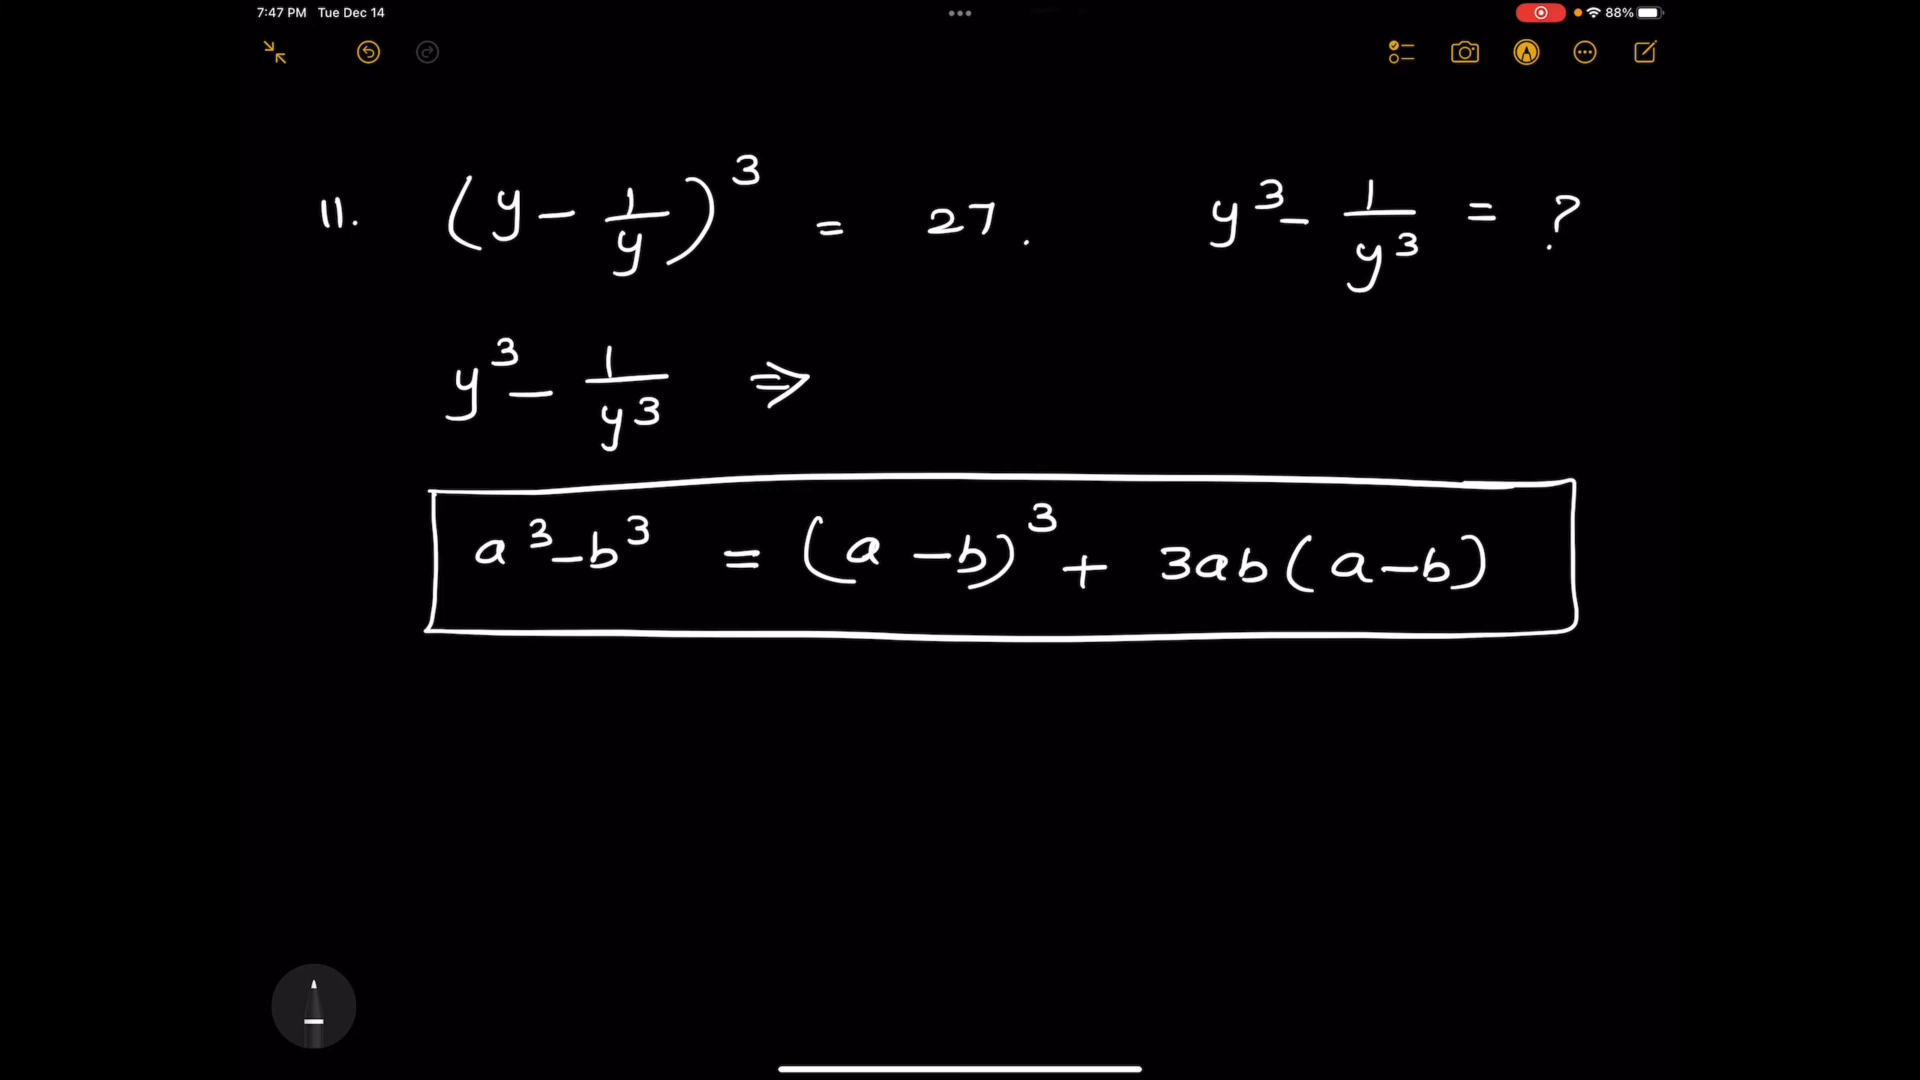 7:47 PM Tue Dec 14
88%
11. (y - 1/y)³ = 27. y³ - 1/y³ = ?
y³ - 1/y³ ⇒
a³ - b³ = (a - b)³ + 3ab(a - b)